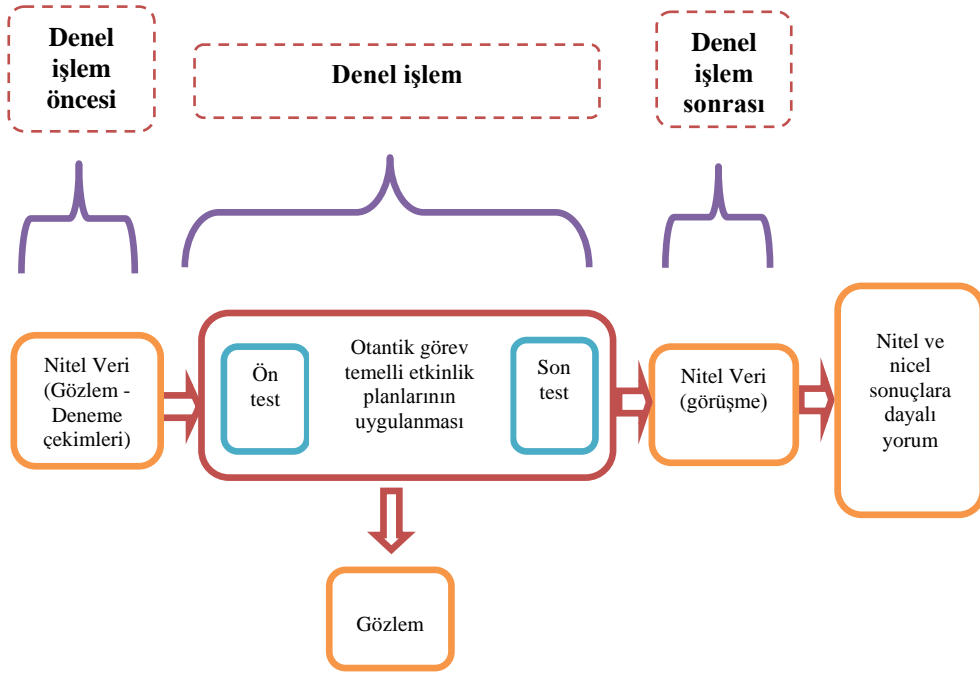 Denel
işlem
öncesi
Denel işlem
Denel
işlem
sonrası
Nitel Veri
(Gözlem -
Deneme
çekimleri)
Ön
test
Otantik görev
temelli etkinlik
planlarının
uygulanması
Son
test
Nitel Veri
(görüşme)
Nitel ve
nicel
sonuçlara
dayalı
yorum
Gözlem